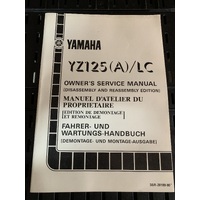 YAMAHA
YZ125(A)/LC
OWNER'S SERVICE MANUAL
(DISASSEMBLY AND REASSEMBLY EDITION)
MANUEL D'ATELIER DU
PROPRIETAIRE
[EDITION DE DEMONTAGE
ET REMONTAGE]
FAHRER- UND
WARTUNGS-HANDBUCH
(DEMONTAGE- UND MONTAGE-AUSGABE)